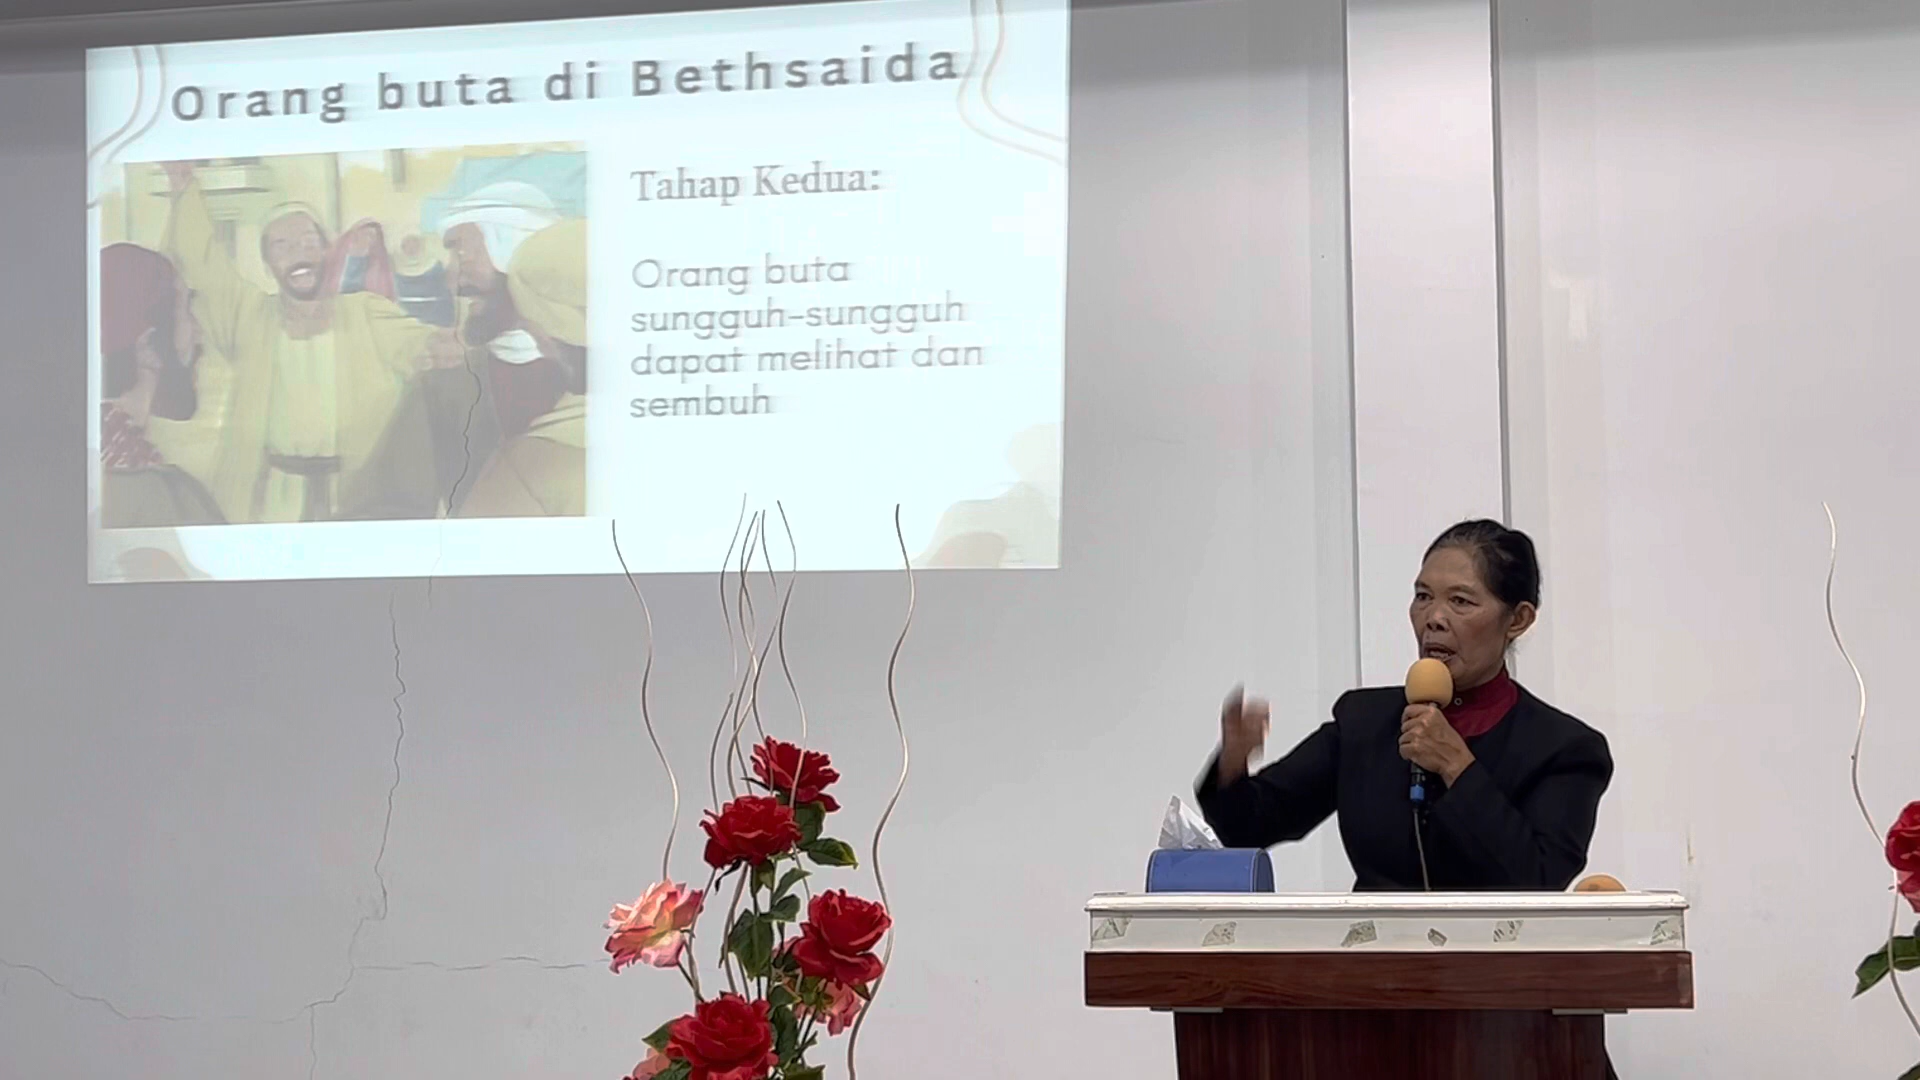 Orang buta di Bethsaida
Tahap Kedua:
Orang buta
sungguh-sungguh
dapat melihat dan
sembuh